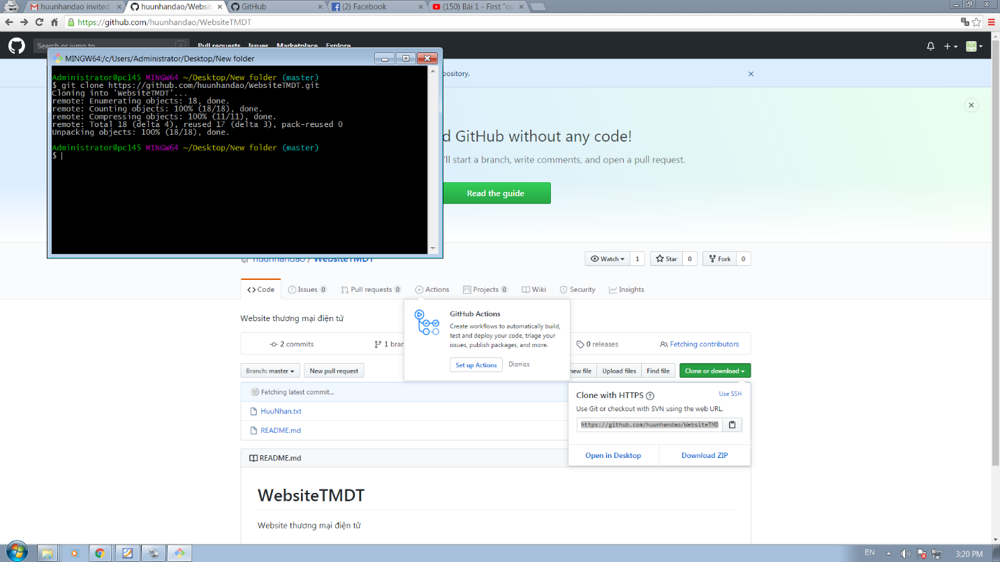 huunhandao invited
huunhandao/Websit
GitHub
(2) Facebook
(150) Bài 1 - First "co
https://github.com/huunhandao/WebsiteTMDT
Search or jump to...
/
Pull requests Issues Marketplace Explore
MINGW64:/c/Users/Administrator/Desktop/New folder
Administrator@pc145 MINGW64 ~/Desktop/New folder (master)
$ git clone https://github.com/huunhandao/WebsiteTMDT.git
Cloning into 'WebsiteTMDT'...
remote: Enumerating objects: 18, done.
remote: Counting objects: 100% (18/18), done.
remote: Compressing objects: 100% (11/11), done.
remote: Total 18 (delta 4), reused 17 (delta 3), pack-reused 0
Unpacking objects: 100% (18/18), done.
Administrator@pc145 MINGW64 ~/Desktop/New folder (master)
$
pository.
d GitHub without any code!
'll start a branch, write comments, and open a pull request.
Read the guide
huunhandao / WebsiteTMDT
Watch 1
Star 0
Fork 0
Code
Issues 0
Pull requests 0
Actions
Projects 0
Wiki
Security
Insights
Website thương mại điện tử
GitHub Actions
Create workflows to automatically build,
test and deploy your code, triage your
issues, publish packages, and more.
Set up Actions
Dismiss
2 commits
1 bran
0 releases
Fetching contributors
Branch: master
New pull request
new file
Upload files
Find file
Clone or download
Fetching latest commit...
HuuNhan.txt
README.md
Clone with HTTPS
Use SSH
Use Git or checkout with SVN using the web URL.
https://github.com/huunhandao/WebsiteTMD
Open in Desktop
Download ZIP
README.md
WebsiteTMDT
Website thương mại điện tử
EN
3:20 PM